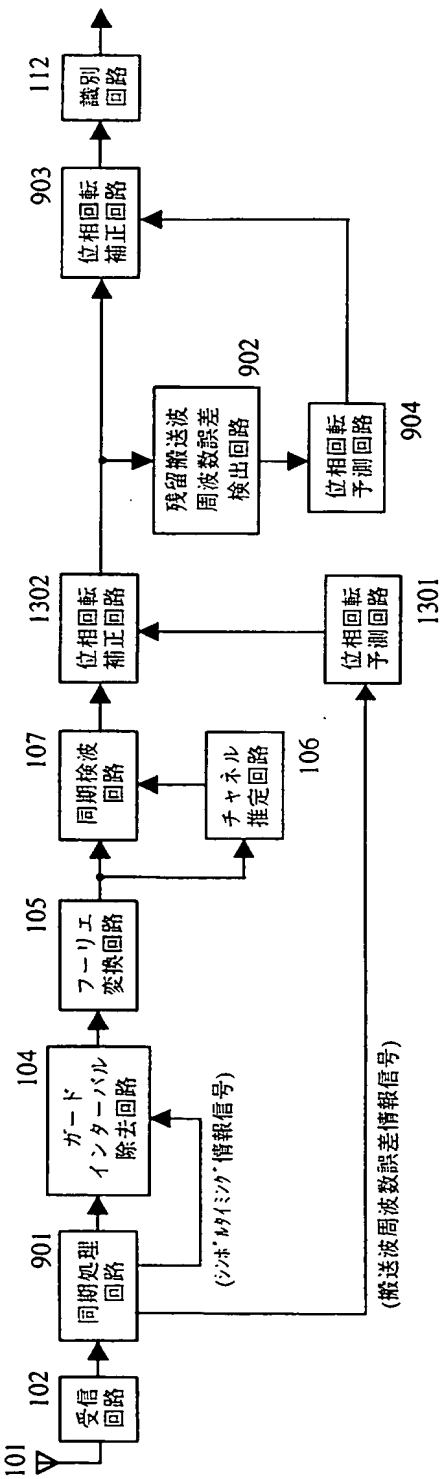 101
102
受信
回路
901
同期処理
回路
(シンボルタイミング情報信号)
(搬送波周波数誤差情報信号)
104
ガード
インターバル
除去回路
105
フーリエ
変換回路
107
同期検波
回路
チャネル
推定回路
106
1302
位相回転
補正回路
位相回転
予測回路
1301
残留搬送波
周波数誤差
検出回路
902
位相回転
予測回路
904
903
位相回転
補正回路
112
識別
回路